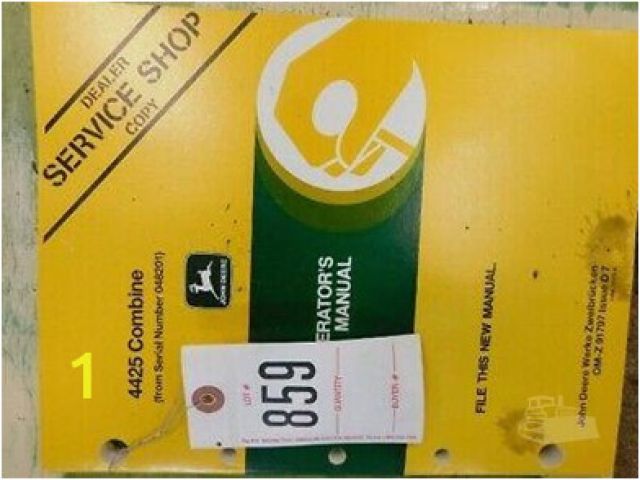 DEALER
SERVICE SHOP
COPY
4425 Combine
(from Serial Number 046201)
JOHN DEERE
ERATOR'S
MANUAL
FILE THIS NEW MANUAL.
John Deere Werke Zweibrücken
OM-Z 91797 Issue D7
LOT #
859
QUANTITY
BUYER #
1